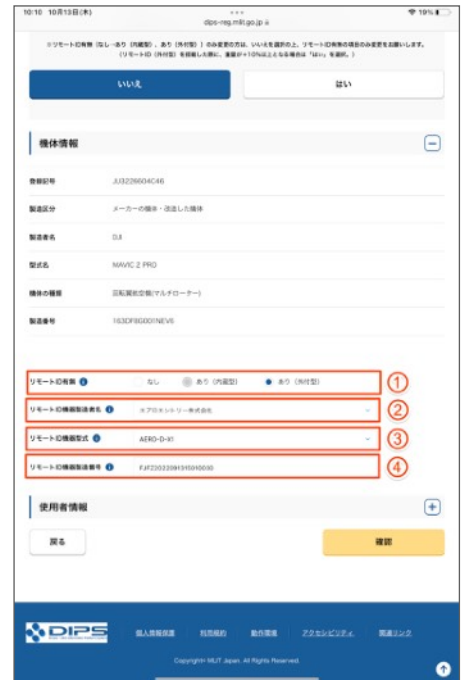 10:10 10月13日(木)
dips-reg.mlit.go.jp
19%
※リモートID有無（なし→あり（内蔵型）、あり（外付型））のみ変更の方は、いいえを選択の上、リモートID有無の項目のみ変更をお願いします。
（リモートID（外付型）を搭載した際に、重量が+10%以上となる場合は「はい」を選択。）
いいえ
はい
機体情報
登録記号 JU3226604C46
製造区分 メーカーの機体・改造した機体
製造者名 DJI
型式名 MAVIC 2 PRO
機体の種類 回転翼航空機(マルチローター)
製造番号 163DF8G001NEV6
リモートID有無 なし あり（内蔵型） あり（外付型） ①
リモートID機器製造者名 エアロエントリー株式会社 ②
リモートID機器型式 AERO-D-X1 ③
リモートID機器製造番号 ④
使用者情報
戻る
確認
DIPS
個人情報保護 利用規約 動作環境 アクセシビリティ 関連リンク
Copyright© MLIT Japan. All Rights Reserved.